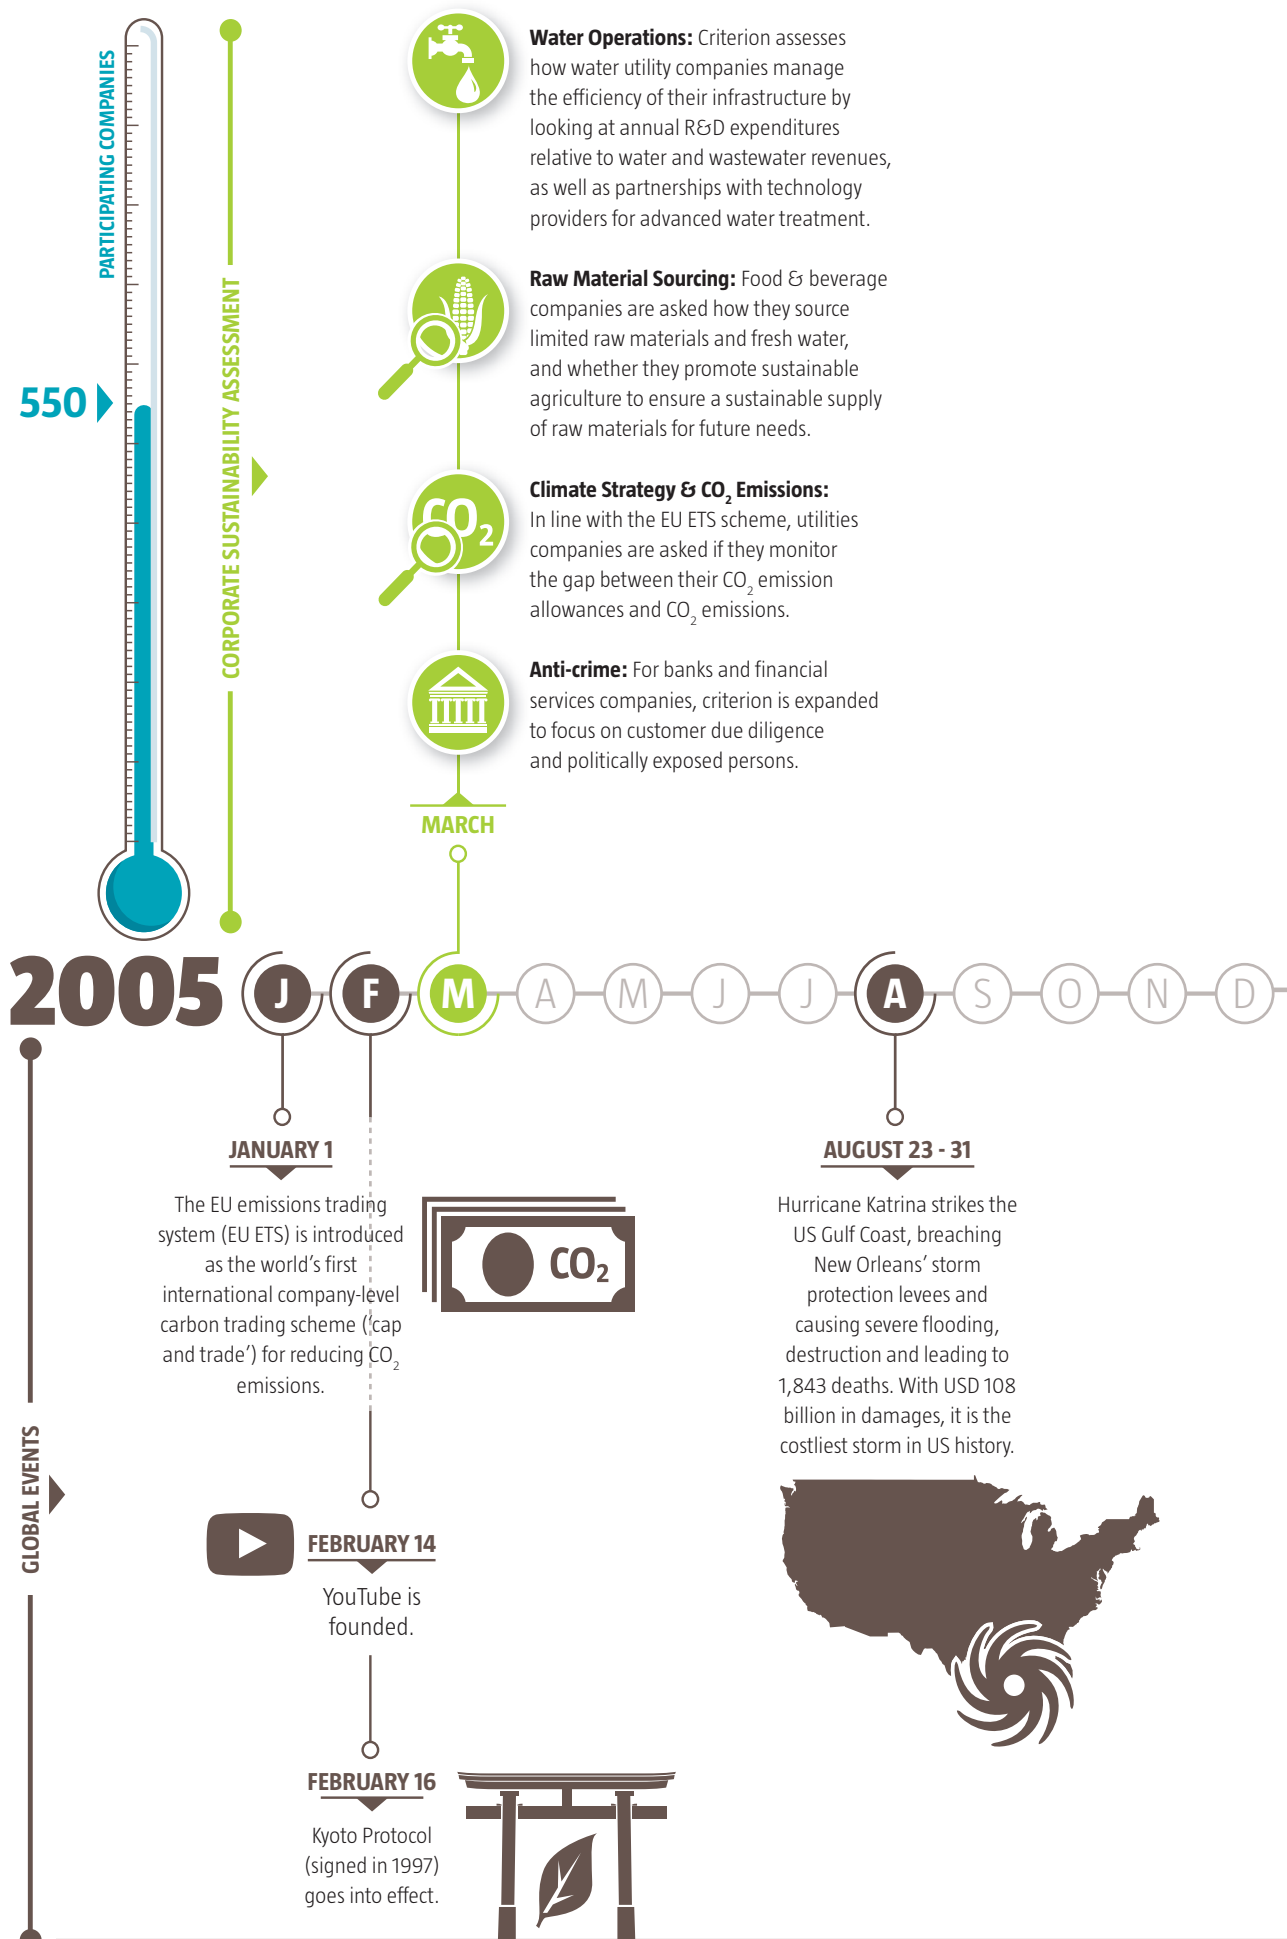 PARTICIPATING COMPANIES
550
CORPORATE SUSTAINABILITY ASSESSMENT
Water Operations: Criterion assesses
how water utility companies manage
the efficiency of their infrastructure by
looking at annual R&D expenditures
relative to water and wastewater revenues,
as well as partnerships with technology
providers for advanced water treatment.
Raw Material Sourcing: Food & beverage
companies are asked how they source
limited raw materials and fresh water,
and whether they promote sustainable
agriculture to ensure a sustainable supply
of raw materials for future needs.
CO₂
Climate Strategy & CO₂ Emissions:
In line with the EU ETS scheme, utilities
companies are asked if they monitor
the gap between their CO₂ emission
allowances and CO₂ emissions.
Anti-crime: For banks and financial
services companies, criterion is expanded
to focus on customer due diligence
and politically exposed persons.
MARCH
2005 J F M A M J J A S O N D
GLOBAL EVENTS
JANUARY 1
The EU emissions trading
system (EU ETS) is introduced
as the world’s first
international company-level
carbon trading scheme (‘cap
and trade’) for reducing CO₂
emissions.
CO₂
FEBRUARY 14
YouTube is
founded.
FEBRUARY 16
Kyoto Protocol
(signed in 1997)
goes into effect.
AUGUST 23 - 31
Hurricane Katrina strikes the
US Gulf Coast, breaching
New Orleans’ storm
protection levees and
causing severe flooding,
destruction and leading to
1,843 deaths. With USD 108
billion in damages, it is the
costliest storm in US history.